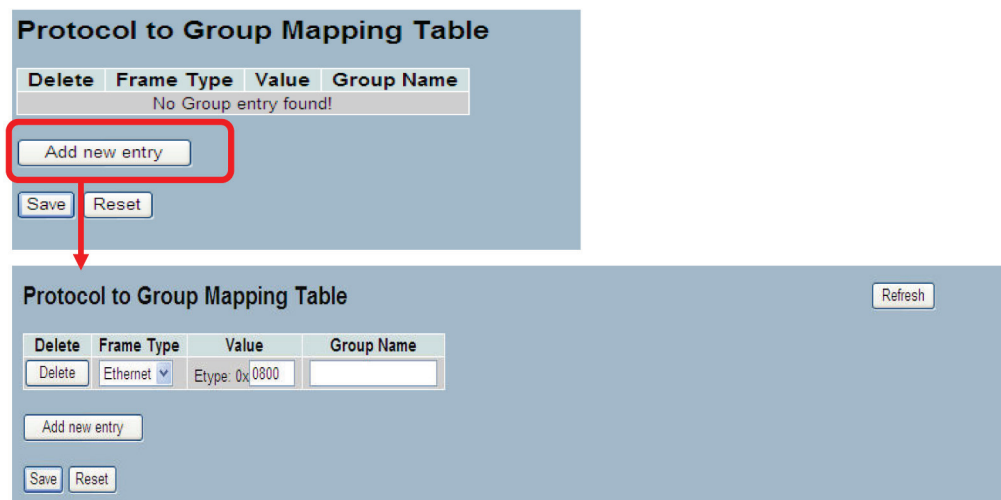 Protocol to Group Mapping Table
Delete Frame Type Value Group Name
No Group entry found!
Add new entry
Save Reset
Protocol to Group Mapping Table Refresh
Delete Frame Type Value Group Name
Delete Ethernet Etype: 0x 0800
Add new entry
Save Reset